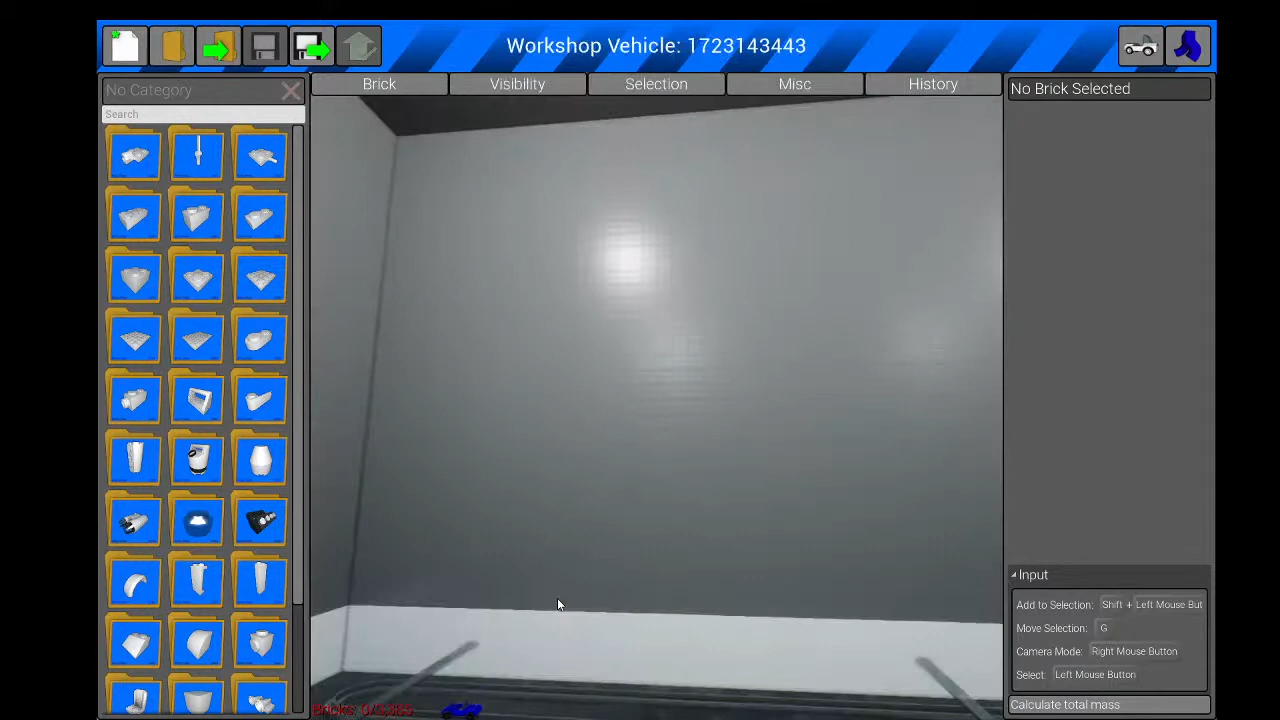 Workshop Vehicle: 1723143443
No Category
Search
Brick
Visibility
Selection
Misc
History
No Brick Selected
Input
Add to Selection: Shift + Left Mouse But
Move Selection: G
Camera Mode: Right Mouse Button
Select: Left Mouse Button
Calculate total mass